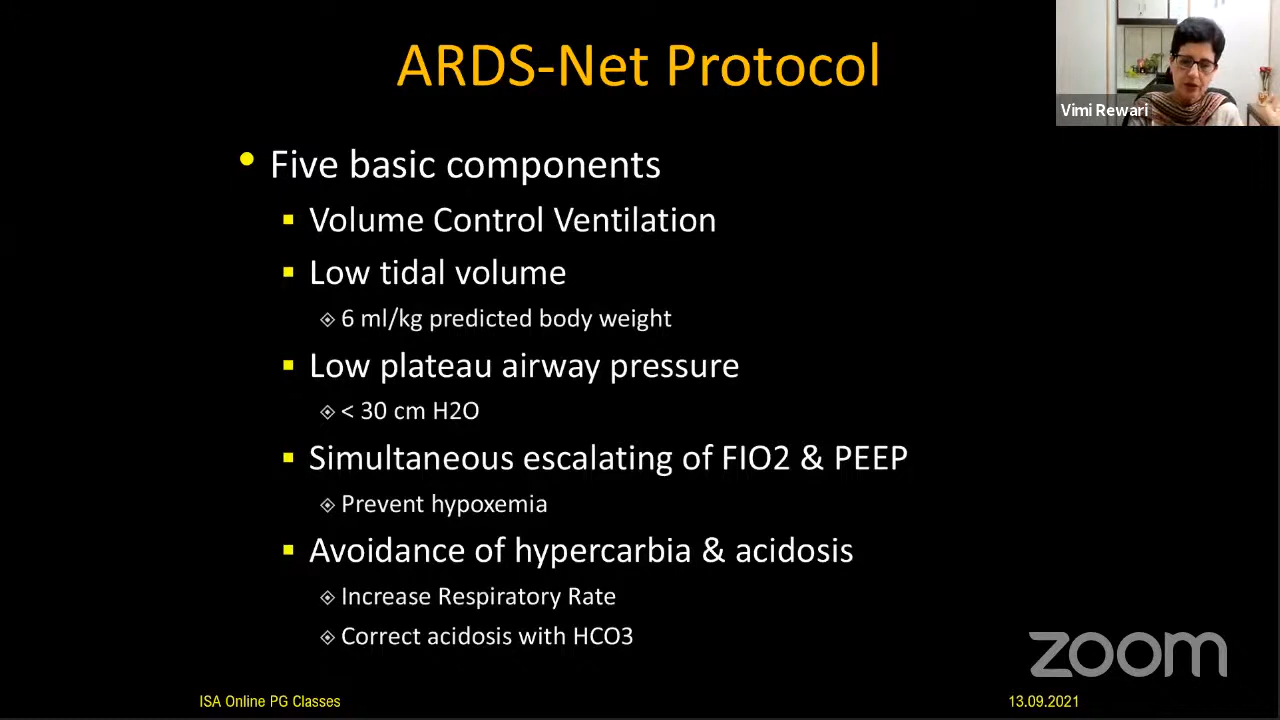 ARDS-Net Protocol
Vimi Rewari
Five basic components
Volume Control Ventilation
Low tidal volume
6 ml/kg predicted body weight
Low plateau airway pressure
< 30 cm H2O
Simultaneous escalating of FIO2 & PEEP
Prevent hypoxemia
Avoidance of hypercarbia & acidosis
Increase Respiratory Rate
Correct acidosis with HCO3
zoom
ISA Online PG Classes
13.09.2021